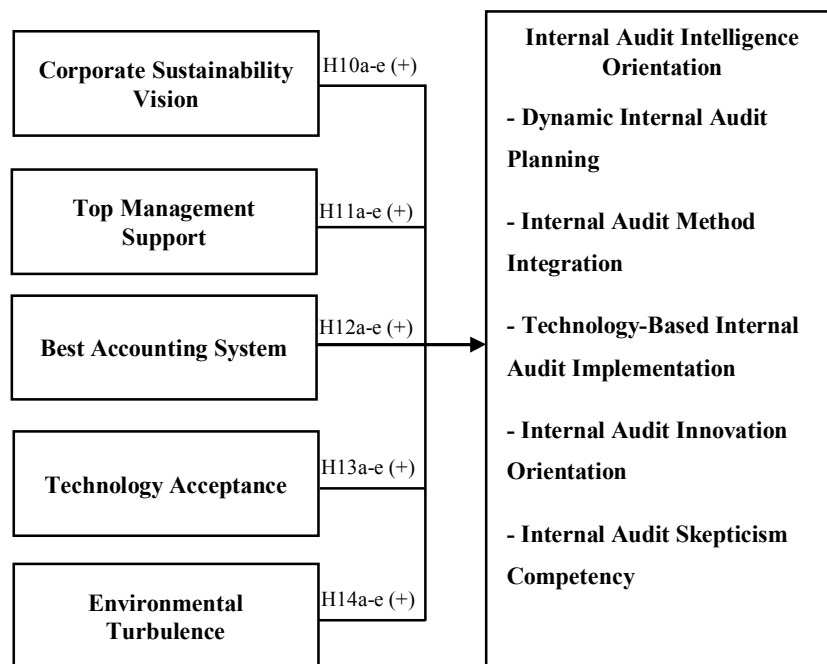 Corporate Sustainability
Vision
H10a-e (+)
Top Management
Support
H11a-e (+)
Best Accounting System
H12a-e (+)
Technology Acceptance
H13a-e (+)
Environmental
Turbulence
H14a-e (+)
Internal Audit Intelligence
Orientation
- Dynamic Internal Audit
Planning
- Internal Audit Method
Integration
- Technology-Based Internal
Audit Implementation
- Internal Audit Innovation
Orientation
- Internal Audit Skepticism
Competency